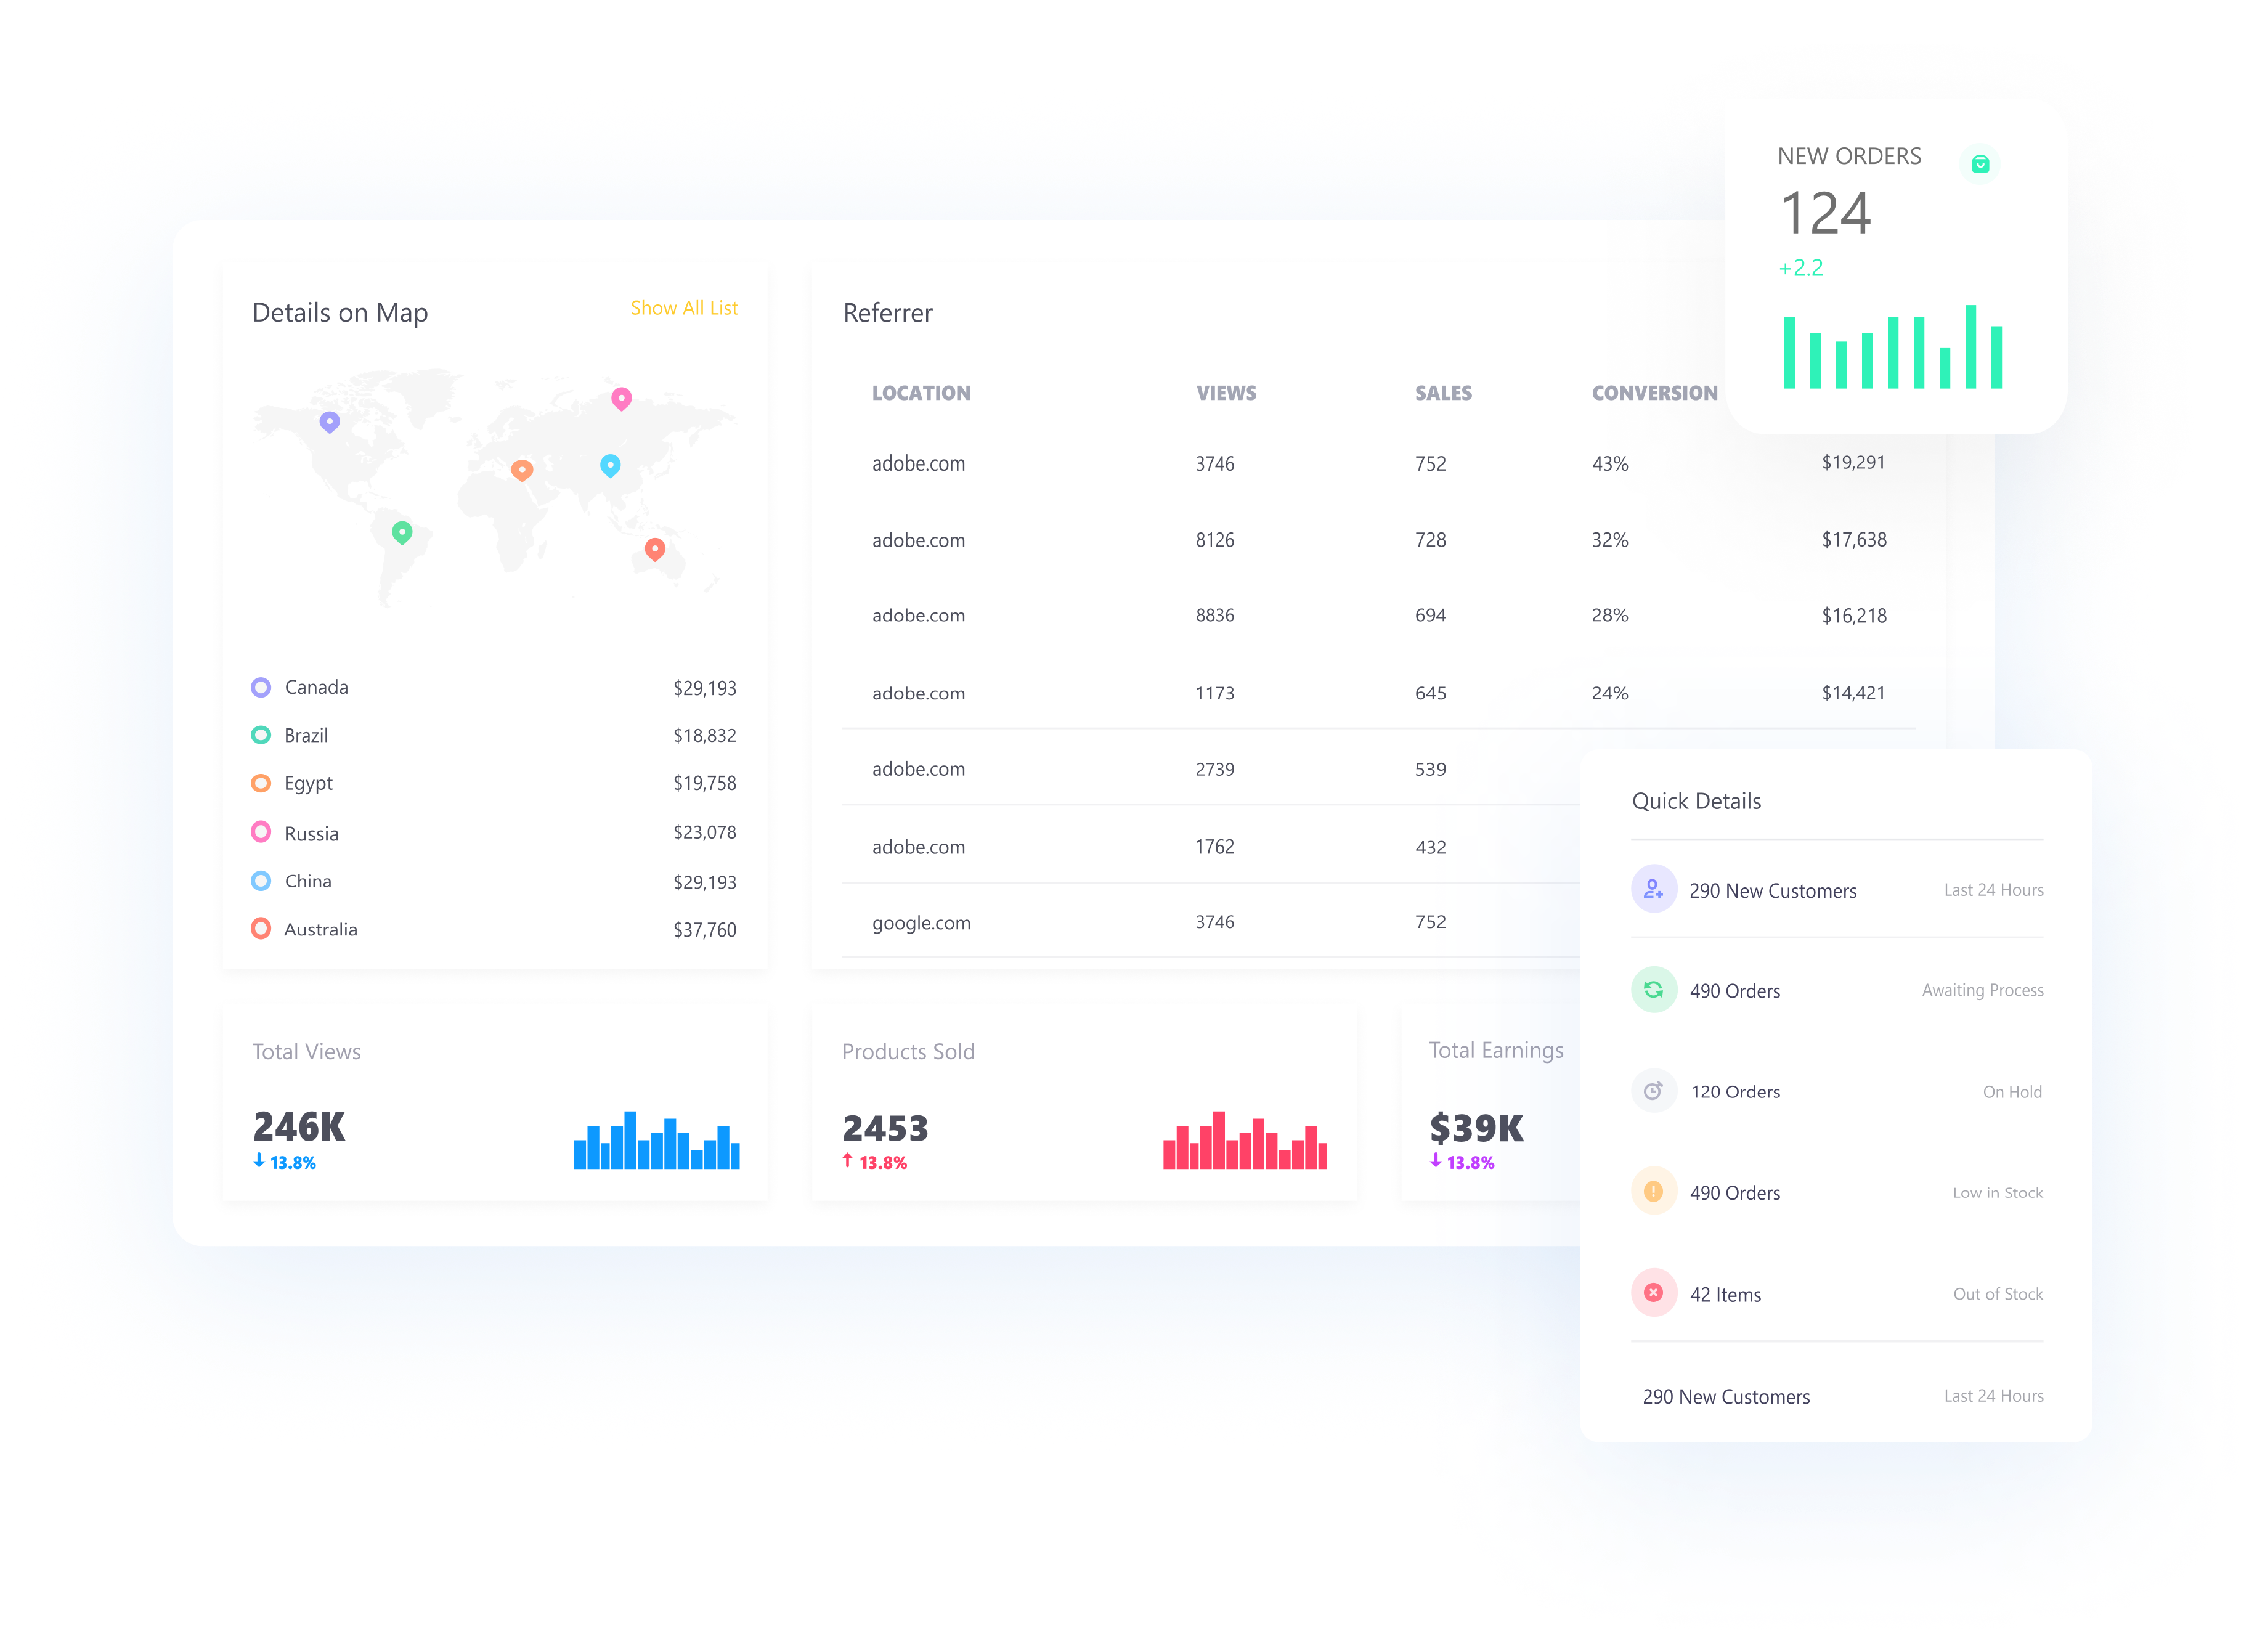 NEW ORDERS
124
+2.2
Details on Map Show All List
Canada $29,193
Brazil $18,832
Egypt $19,758
Russia $23,078
China $29,193
Australia $37,760
Referrer
LOCATION VIEWS SALES CONVERSION
adobe.com 3746 752 43% $19,291
adobe.com 8126 728 32% $17,638
adobe.com 8836 694 28% $16,218
adobe.com 1173 645 24% $14,421
adobe.com 2739 539
adobe.com 1762 432
google.com 3746 752
Total Views
246K
13.8%
Products Sold
2453
13.8%
Total Earnings
$39K
13.8%
Quick Details
290 New Customers Last 24 Hours
490 Orders Awaiting Process
120 Orders On Hold
490 Orders Low in Stock
42 Items Out of Stock
290 New Customers Last 24 Hours